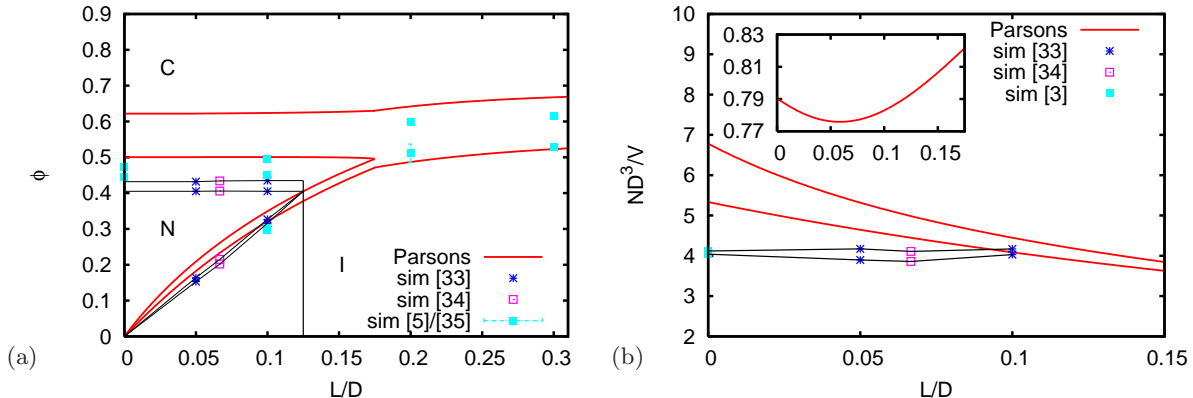 0.9
0.8
0.7
0.6
0.5
0.4
0.3
0.2
0.1
0
ϕ
C
N
I
Parsons
sim [33]
sim [34]
sim [5]/[35]
0 0.05 0.10 0.15 0.20 0.25 0.3
L/D
(a)
10
9
8
7
6
5
4
3
2
ND³/V
0.83
0.81
0.79
0.77
0 0.05 0.10 0.15
Parsons
sim [33]
sim [34]
sim [3]
0 0.05 0.1 0.15
L/D
(b)